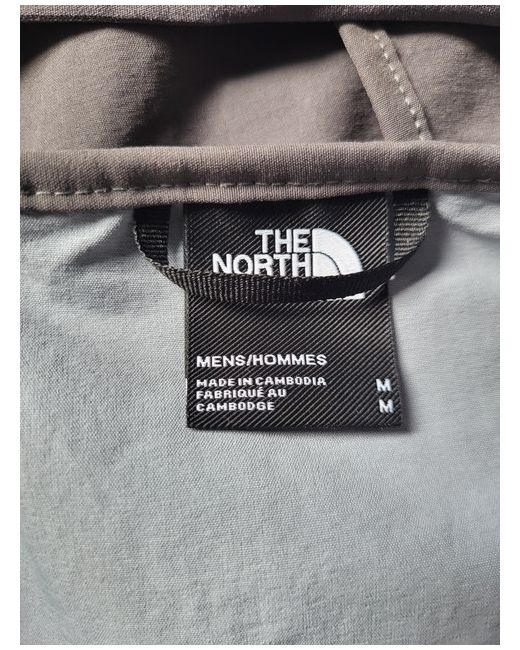 THE
NORTH
MENS/HOMMES
MADE IN CAMBODIA M
FABRIQUÉ AU
CAMBODGE M